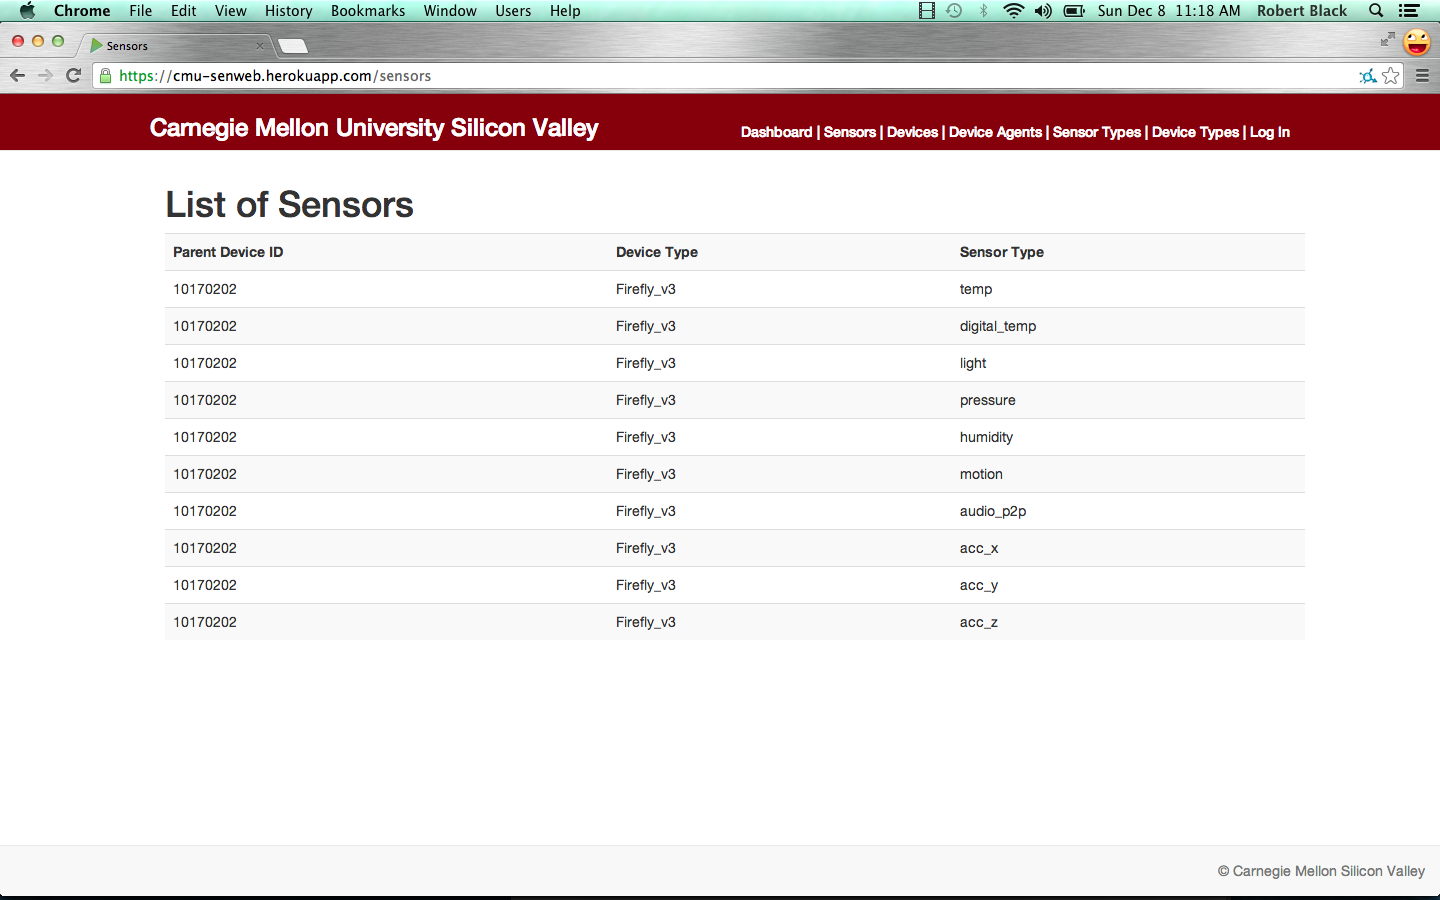 Chrome File Edit View History Bookmarks Window Users Help Sun Dec 8 11:18 AM Robert Black
Sensors
https://cmu-senweb.herokuapp.com/sensors
Carnegie Mellon University Silicon Valley
Dashboard | Sensors | Devices | Device Agents | Sensor Types | Device Types | Log In
List of Sensors
Parent Device ID Device Type Sensor Type
10170202 Firefly_v3 temp
10170202 Firefly_v3 digital_temp
10170202 Firefly_v3 light
10170202 Firefly_v3 pressure
10170202 Firefly_v3 humidity
10170202 Firefly_v3 motion
10170202 Firefly_v3 audio_p2p
10170202 Firefly_v3 acc_x
10170202 Firefly_v3 acc_y
10170202 Firefly_v3 acc_z
© Carnegie Mellon Silicon Valley